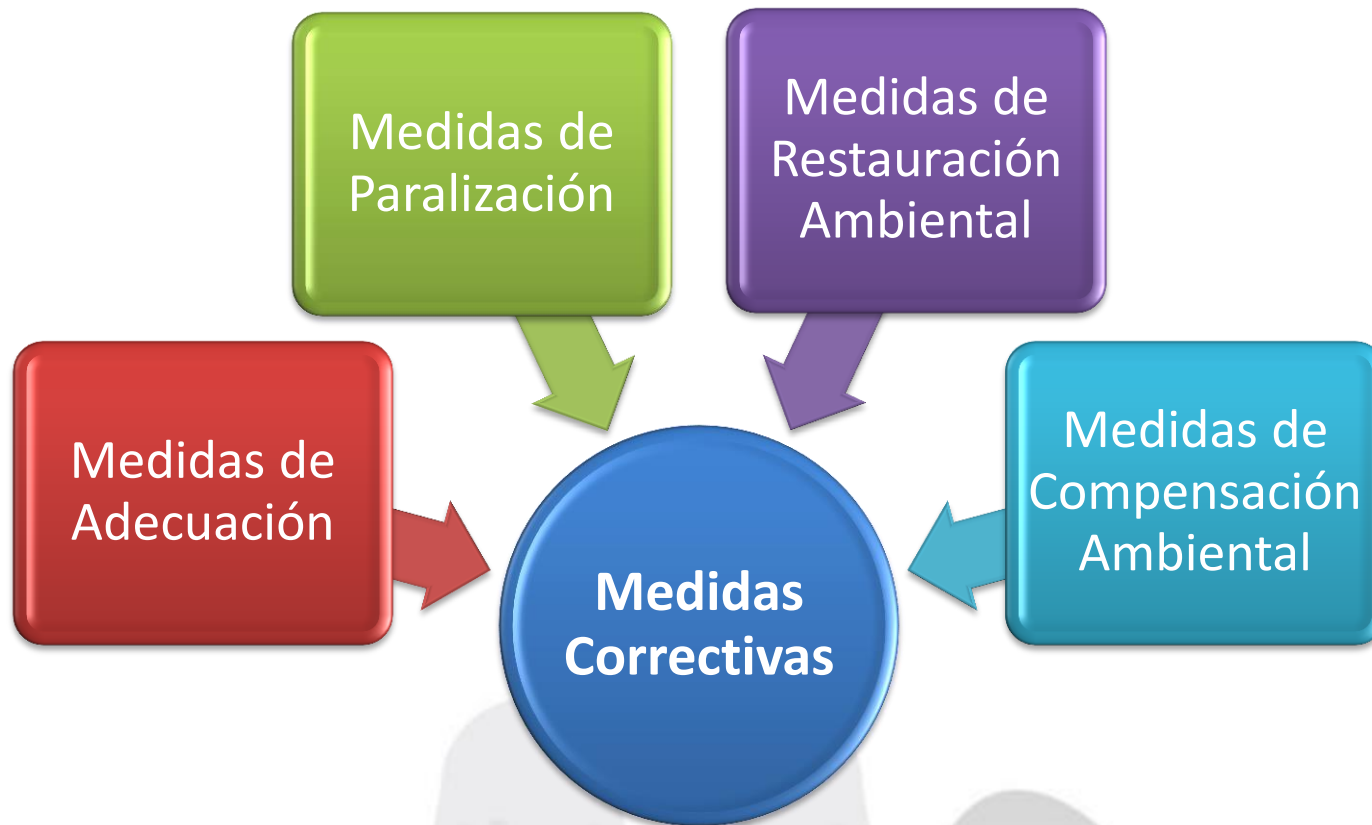 Medidas de
Paralización
Medidas de
Restauración
Ambiental
Medidas de
Adecuación
Medidas de
Compensación
Ambiental
Medidas
Correctivas